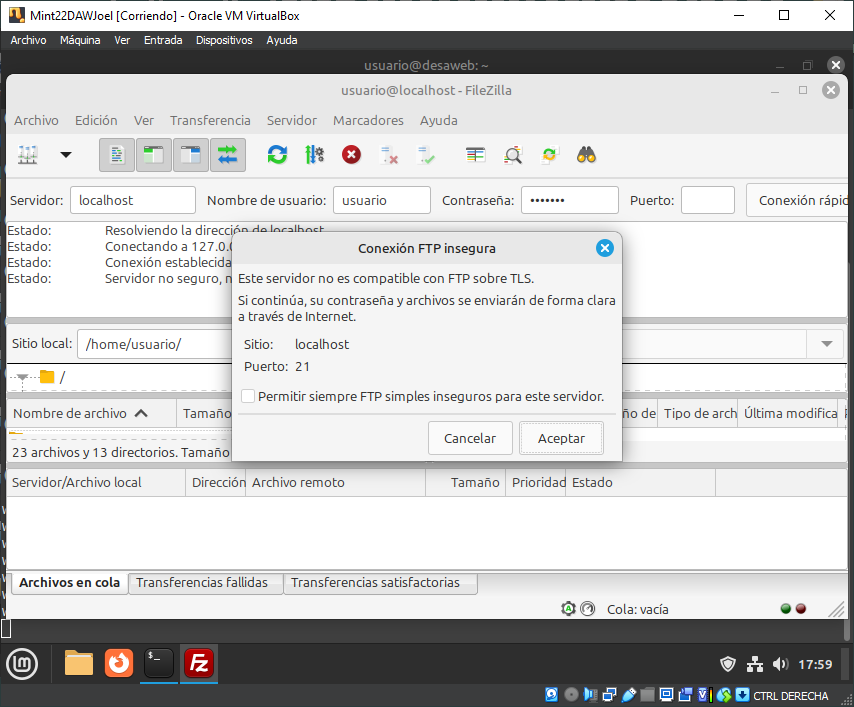 Mint22DAWJoel [Corriendo] - Oracle VM VirtualBox
Archivo Máquina Ver Entrada Dispositivos Ayuda
usuario@desaweb: ~
usuario@localhost - FileZilla
Archivo Edición Ver Transferencia Servidor Marcadores Ayuda
Servidor: localhost Nombre de usuario: usuario Contraseña: ••••••• Puerto: Conexión rápid
Estado: Resolviendo la dirección de localhost
Estado: Conectando a 127.0.0
Estado: Conexión establecida
Estado: Servidor no seguro, n
Conexión FTP insegura
Este servidor no es compatible con FTP sobre TLS.
Si continúa, su contraseña y archivos se enviarán de forma clara
a través de Internet.
Sitio: localhost
Puerto: 21
Permitir siempre FTP simples inseguros para este servidor.
Cancelar Aceptar
Sitio local: /home/usuario/
/
Nombre de archivo Tamaño ño de Tipo de arch Última modifica
23 archivos y 13 directorios. Tamaño
Servidor/Archivo local Dirección Archivo remoto Tamaño Prioridad Estado
Archivos en cola Transferencias fallidas Transferencias satisfactorias
Cola: vacía
17:59
CTRL DERECHA